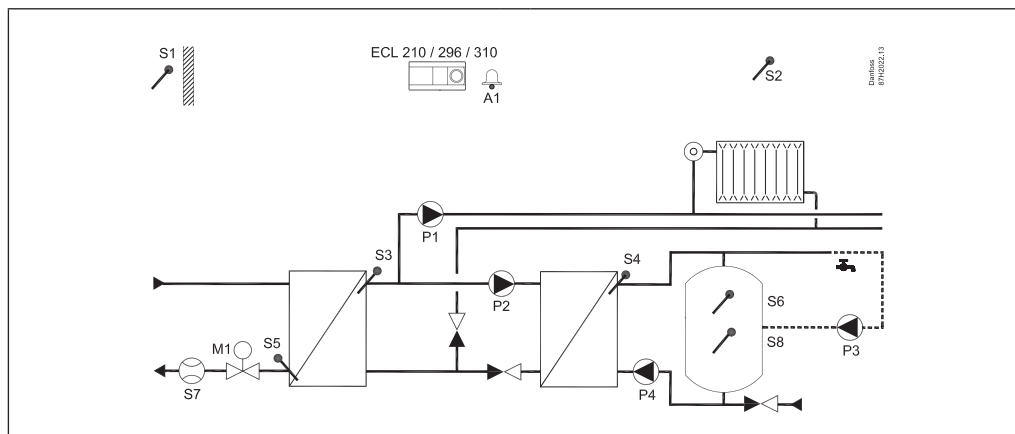 S1
ECL 210 / 296 / 310
A1
S2
Danfoss
87H2022.13
P1
S3
S4
P2
S6
S8
P3
M1
S5
S7
P4